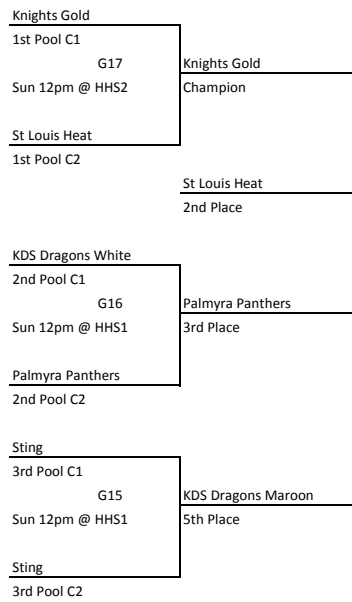 Knights Gold
1st Pool C1
G17
Knights Gold
Sun 12pm @ HHS2
Champion
St Louis Heat
1st Pool C2
St Louis Heat
2nd Place
KDS Dragons White
2nd Pool C1
G16
Palmyra Panthers
Sun 12pm @ HHS1
3rd Place
Palmyra Panthers
2nd Pool C2
Sting
3rd Pool C1
G15
KDS Dragons Maroon
Sun 12pm @ HHS1
5th Place
Sting
3rd Pool C2